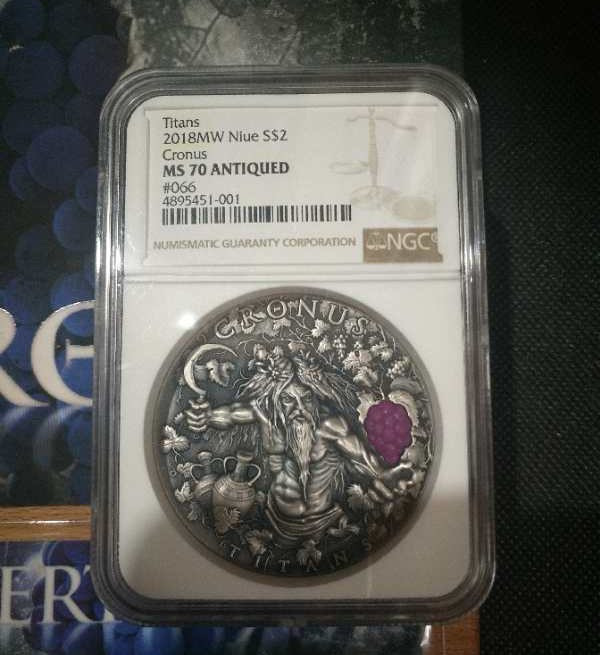 Titans
2018MW Niue S$2
Cronus
MS 70 ANTIQUED
#066
4895451-001
NUMISMATIC GUARANTY CORPORATION
NGC
CRONUS
TITANS